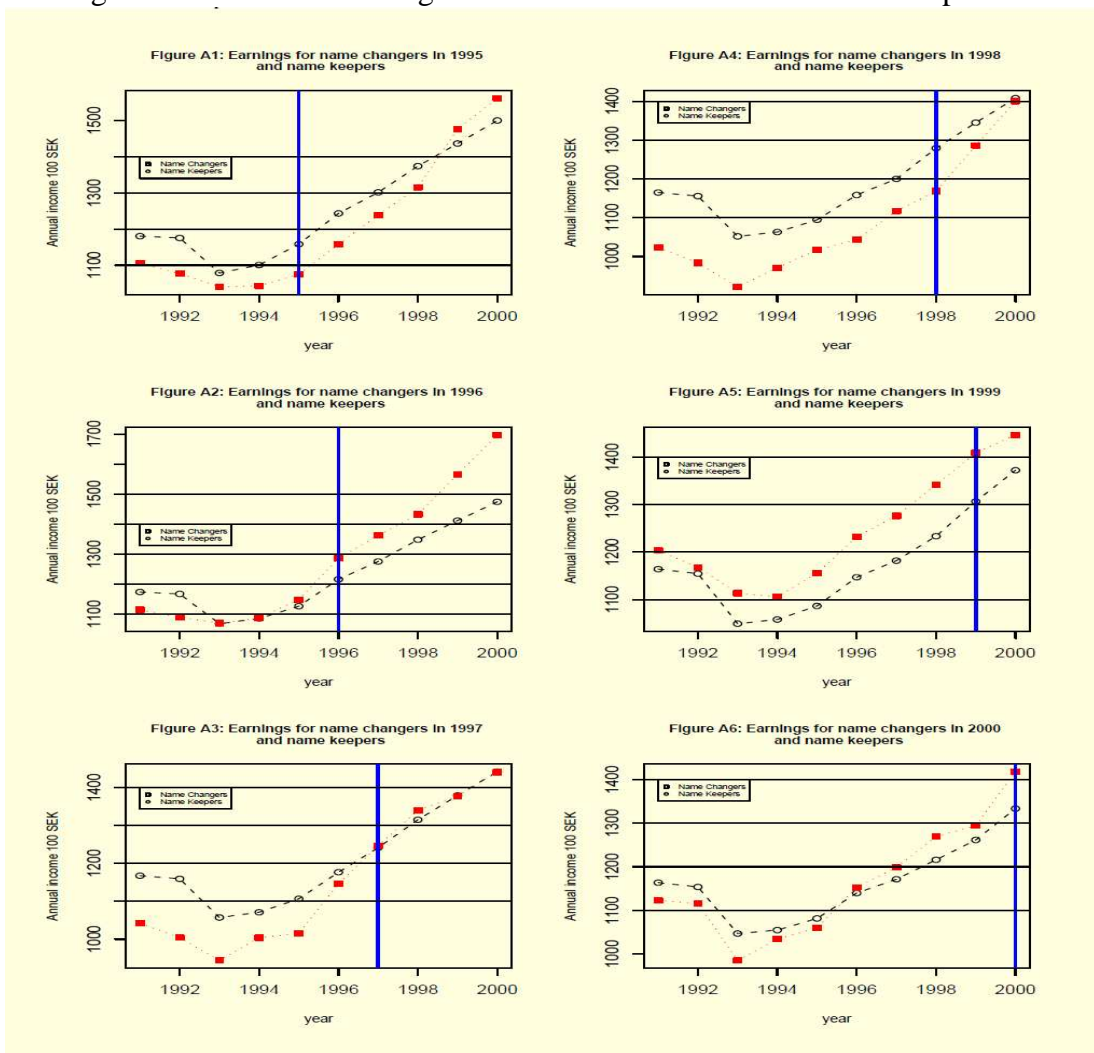 Figure A1: Earnings for name changers in 1995
and name keepers
Annual income 100 SEK
1500
1300
1100
Name Changers
Name Keepers
1992 1994 1996 1998 2000
year
Figure A2: Earnings for name changers in 1996
and name keepers
Annual income 100 SEK
1700
1500
1300
1100
Name Changers
Name Keepers
1992 1994 1996 1998 2000
year
Figure A3: Earnings for name changers in 1997
and name keepers
Annual income 100 SEK
1400
1200
1000
Name Changers
Name Keepers
1992 1994 1996 1998 2000
year
Figure A4: Earnings for name changers in 1998
and name keepers
Annual income 100 SEK
1400
1300
1200
1100
1000
Name Changers
Name Keepers
1992 1994 1996 1998 2000
year
Figure A5: Earnings for name changers in 1999
and name keepers
Annual income 100 SEK
1400
1300
1200
1100
Name Changers
Name Keepers
1992 1994 1996 1998 2000
year
Figure A6: Earnings for name changers in 2000
and name keepers
Annual income 100 SEK
1400
1300
1200
1100
1000
Name Changers
Name Keepers
1992 1994 1996 1998 2000
year